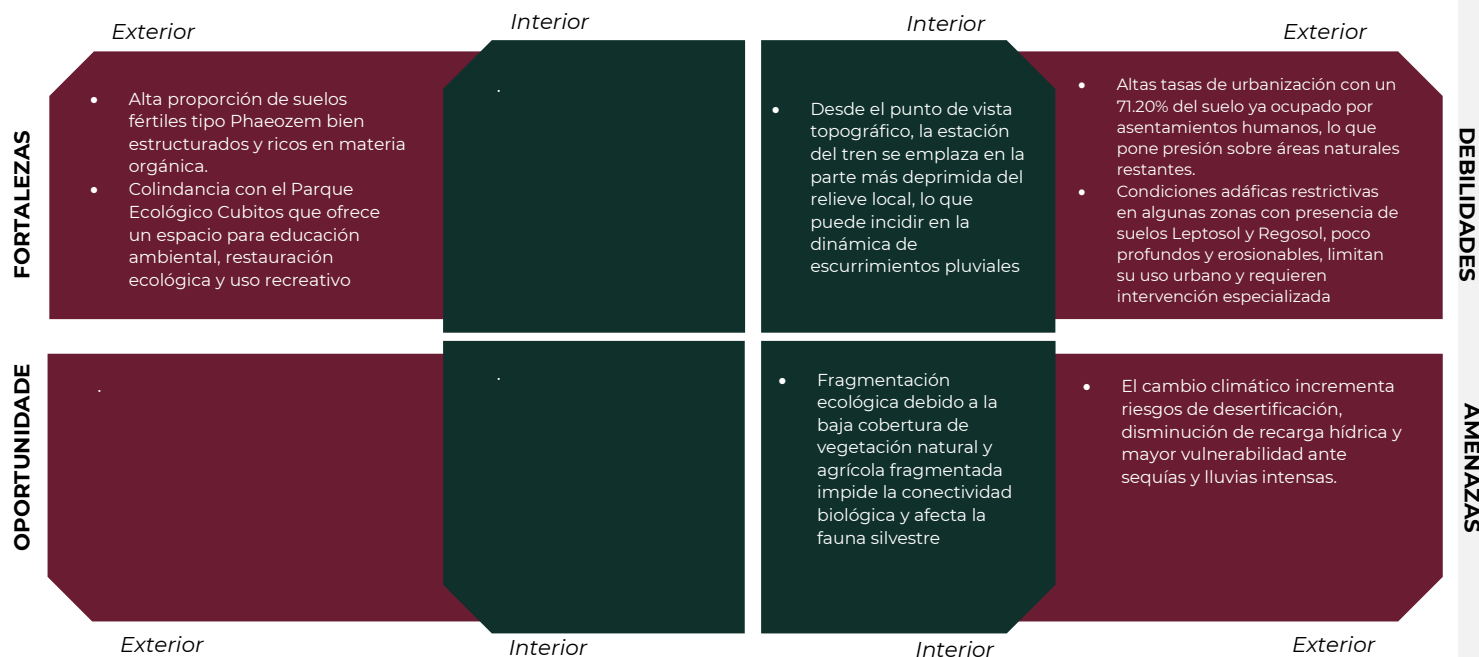 Exterior
Interior
Interior
Exterior
FORTALEZAS
• Alta proporción de suelos
fértiles tipo Phaeozem bien
estructurados y ricos en materia
orgánica.
• Colindancia con el Parque
Ecológico Cubitos que ofrece
un espacio para educación
ambiental, restauración
ecológica y uso recreativo
.
• Desde el punto de vista
topográfico, la estación
del tren se emplaza en la
parte más deprimida del
relieve local, lo que
puede incidir en la
dinámica de
escurrimientos pluviales
• Altas tasas de urbanización con un
71.20% del suelo ya ocupado por
asentamientos humanos, lo que
pone presión sobre áreas naturales
restantes.
• Condiciones adáficas restrictivas
en algunas zonas con presencia de
suelos Leptosol y Regosol, poco
profundos y erosionables, limitan
su uso urbano y requieren
intervención especializada
DEBILIDADES
OPORTUNIDADE
.
.
• Fragmentación
ecológica debido a la
baja cobertura de
vegetación natural y
agrícola fragmentada
impide la conectividad
biológica y afecta la
fauna silvestre
• El cambio climático incrementa
riesgos de desertificación,
disminución de recarga hídrica y
mayor vulnerabilidad ante
sequías y lluvias intensas.
AMENAZAS
Exterior
Interior
Interior
Exterior